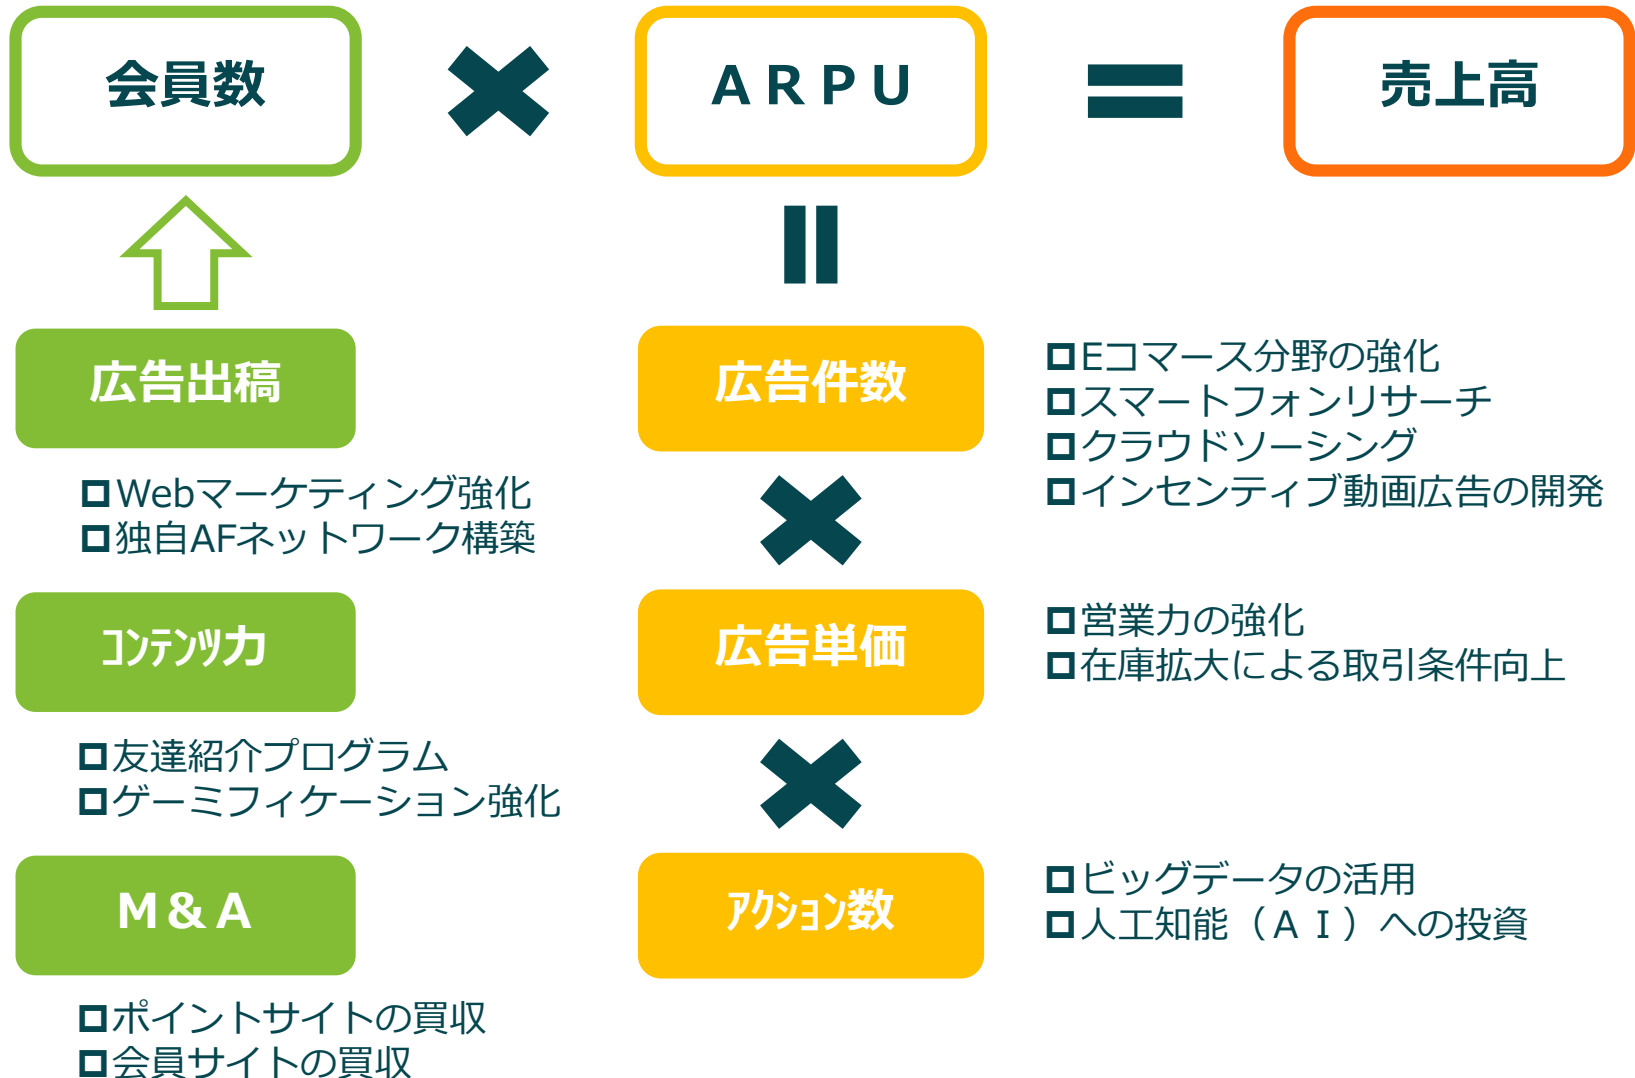 会員数
ＡＲＰＵ
売上高
広告出稿
Webマーケティング強化
独自AFネットワーク構築
ｺﾝﾃﾝﾂ力
友達紹介プログラム
ゲーミフィケーション強化
Ｍ＆Ａ
ポイントサイトの買収
会員サイトの買収
広告件数
Eコマース分野の強化
スマートフォンリサーチ
クラウドソーシング
インセンティブ動画広告の開発
広告単価
営業力の強化
在庫拡大による取引条件向上
ｱｸｼｮﾝ数
ビッグデータの活用
人工知能（ＡＩ）への投資